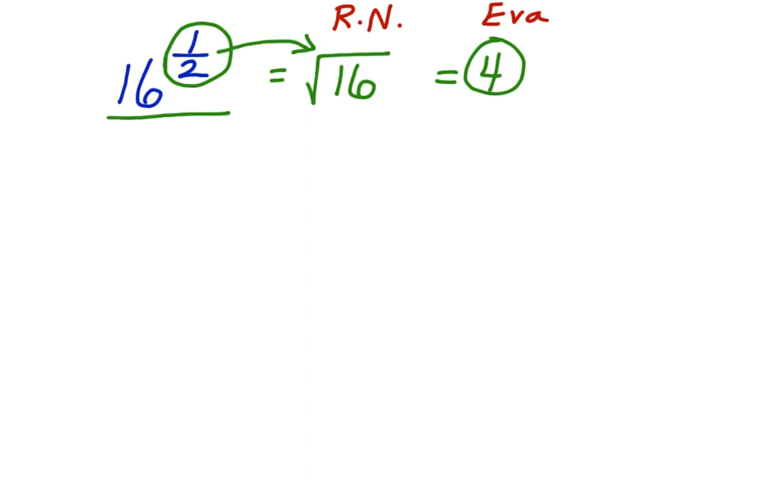 R.N. Eva
16^(1/2) = √16 = 4